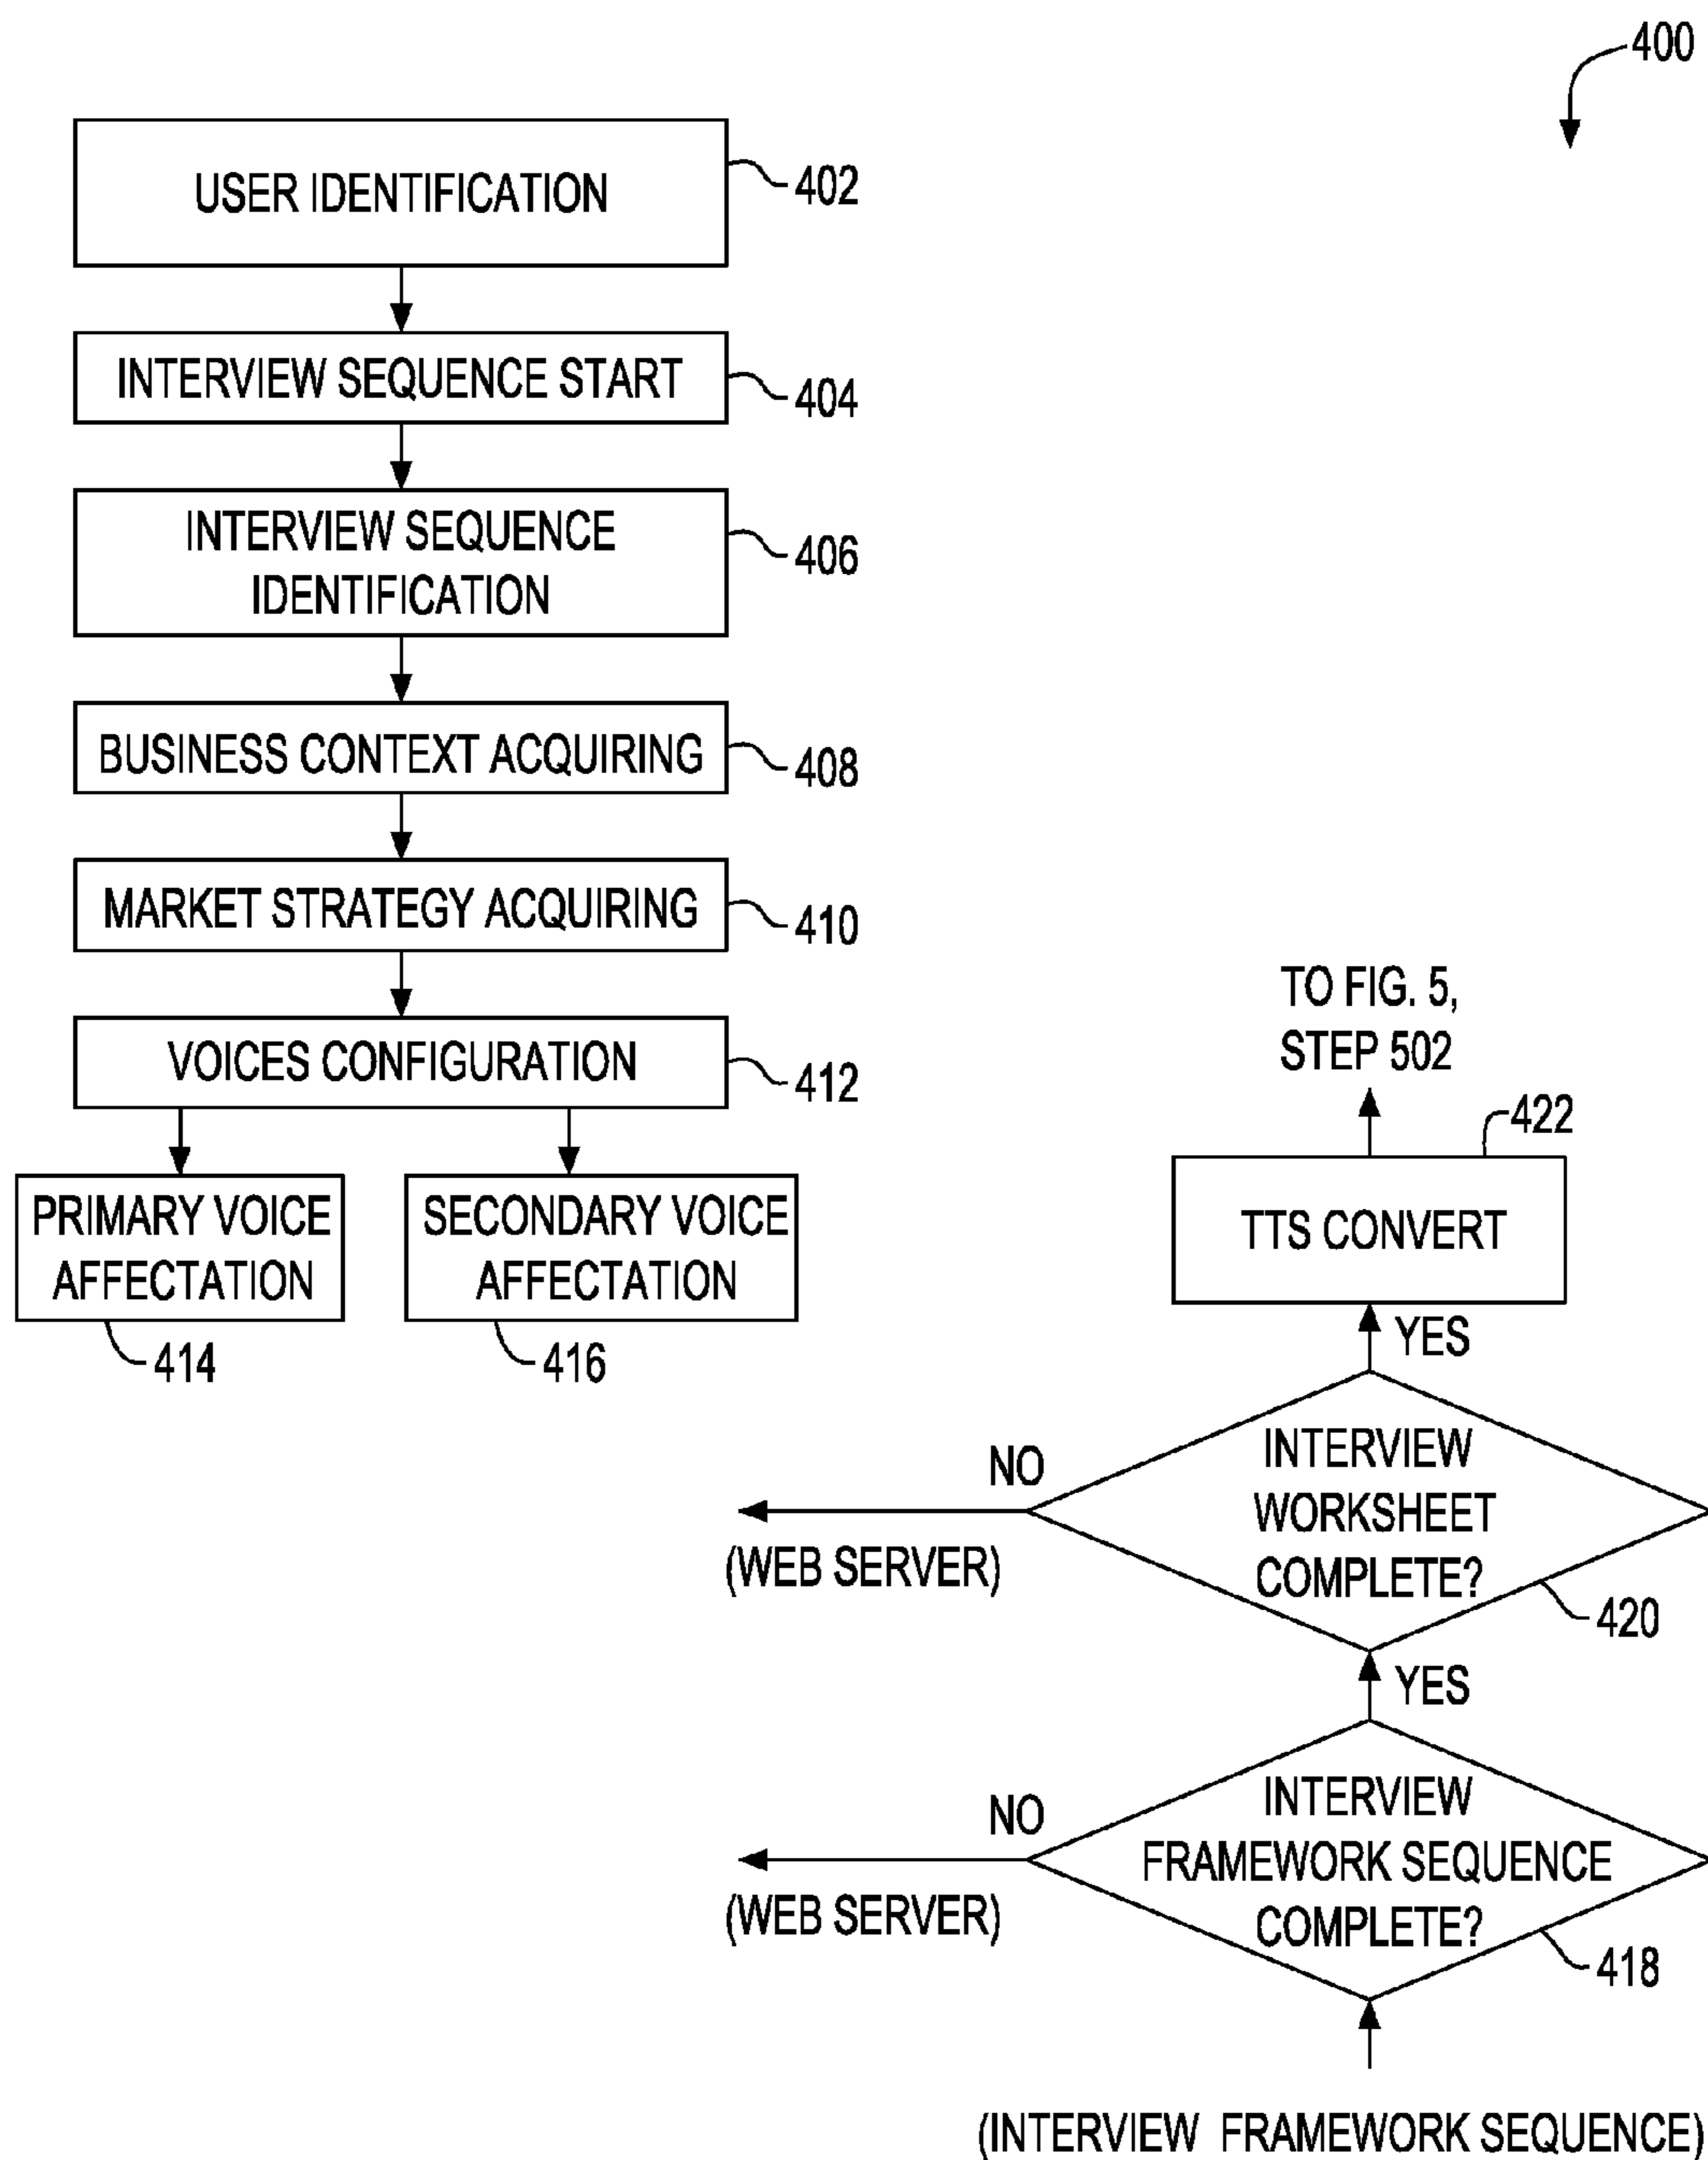 400
USER IDENTIFICATION
402
INTERVIEW SEQUENCE START
404
INTERVIEW SEQUENCE
IDENTIFICATION
406
BUSINESS CONTEXT ACQUIRING
408
MARKET STRATEGY ACQUIRING
410
VOICES CONFIGURATION
412
PRIMARY VOICE
AFFECTATION
414
SECONDARY VOICE
AFFECTATION
416
TO FIG. 5,
STEP 502
422
TTS CONVERT
YES
INTERVIEW
WORKSHEET
COMPLETE?
NO
(WEB SERVER)
420
YES
INTERVIEW
FRAMEWORK SEQUENCE
COMPLETE?
NO
(WEB SERVER)
418
(INTERVIEW FRAMEWORK SEQUENCE)